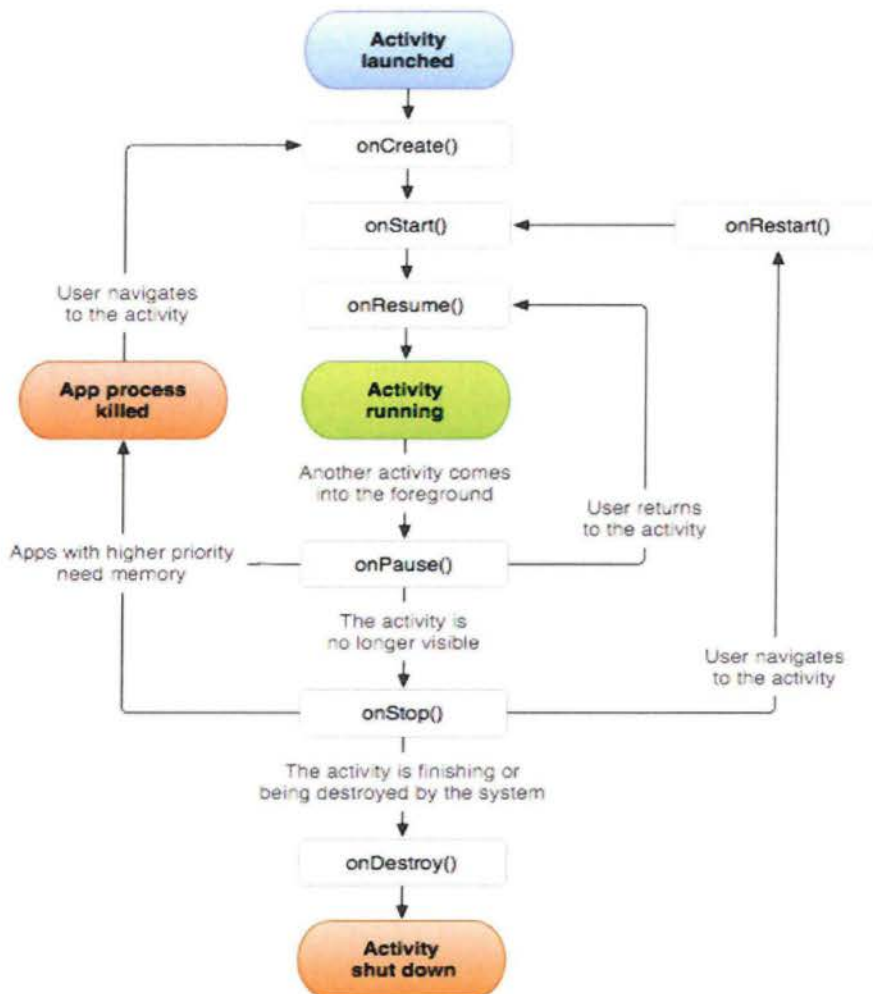 Activity
launched
onCreate()
onStart()
onRestart()
User navigates
to the activity
onResume()
App process
killed
Activity
running
Another activity comes
into the foreground
User returns
to the activity
Apps with higher priority
need memory
onPause()
The activity is
no longer visible
User navigates
to the activity
onStop()
The activity is finishing or
being destroyed by the system
onDestroy()
Activity
shut down